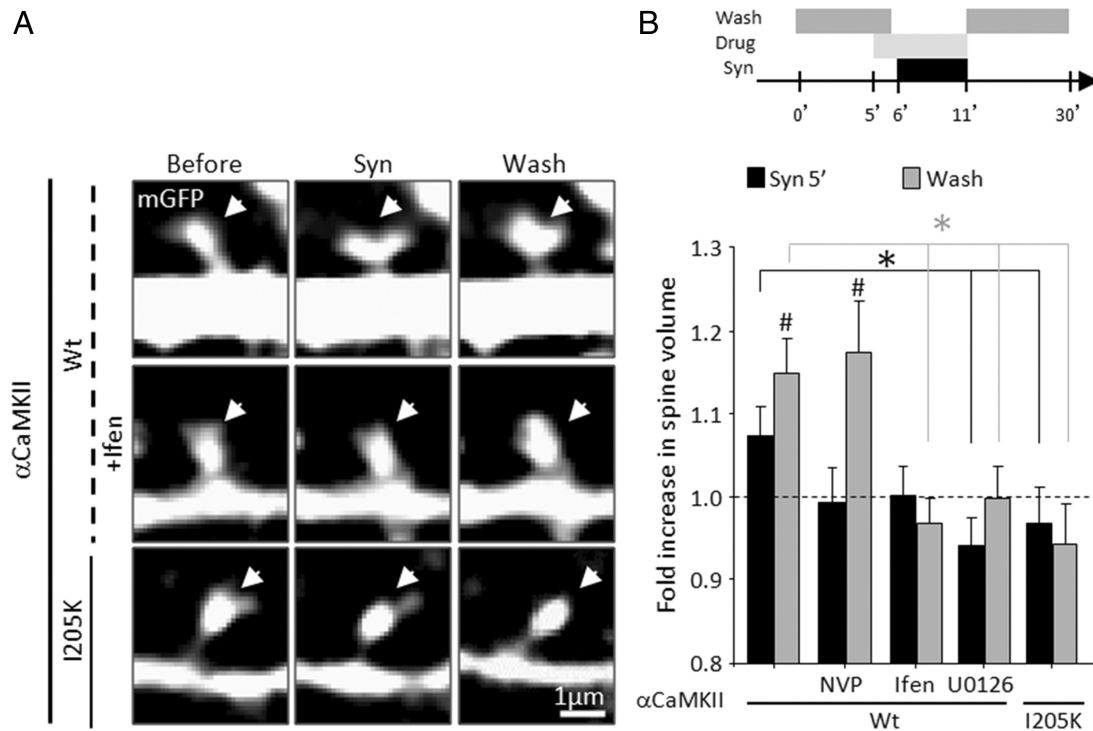 A
Before Syn Wash
mGFP
αCaMKII
Wt
+Ifen
I205K
1μm
B
Wash
Drug
Syn
0’ 5’ 6’ 11’ 30’
Syn 5’ Wash
* *
# #
Fold increase in spine volume
1.3
1.2
1.1
1.0
0.9
0.8
NVP Ifen U0126
αCaMKII
Wt I205K